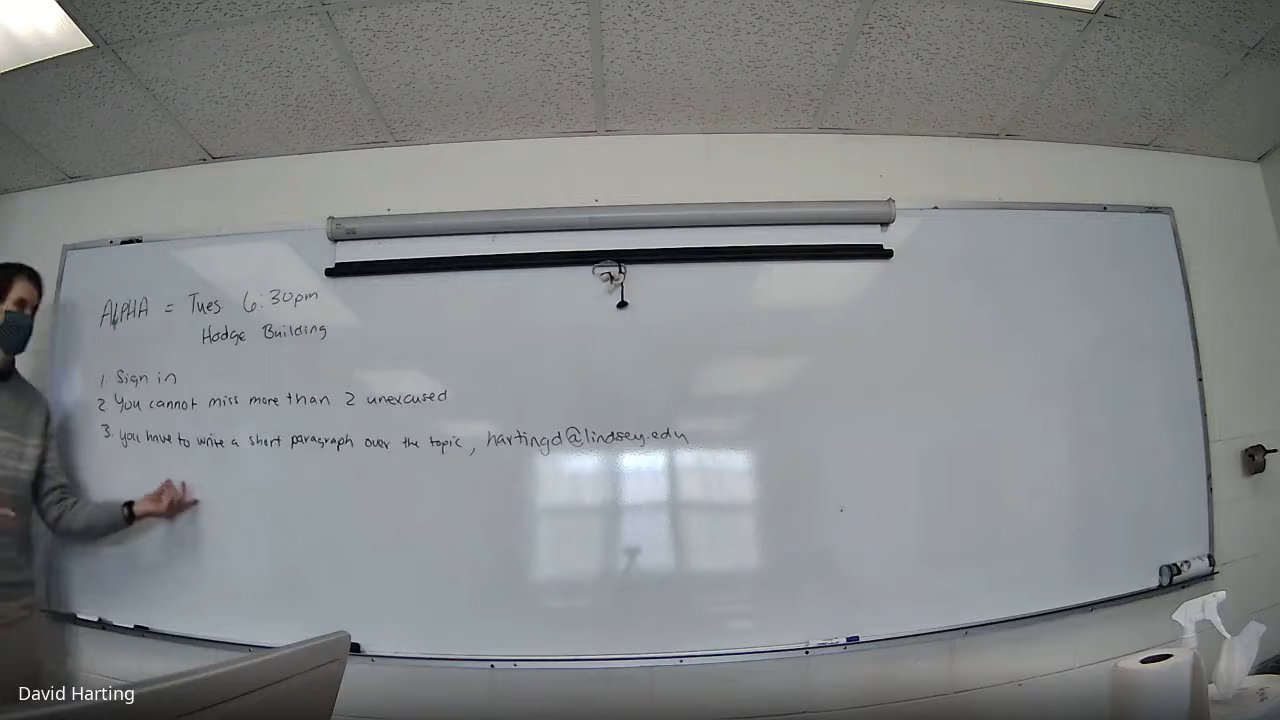 ALPHA = Tues 6:30pm
Hodge Building
1 Sign in
2 You cannot miss more than 2 unexcused
3. you have to write a short paragraph over the topic, hartingd@lindsey.edu
David Harting